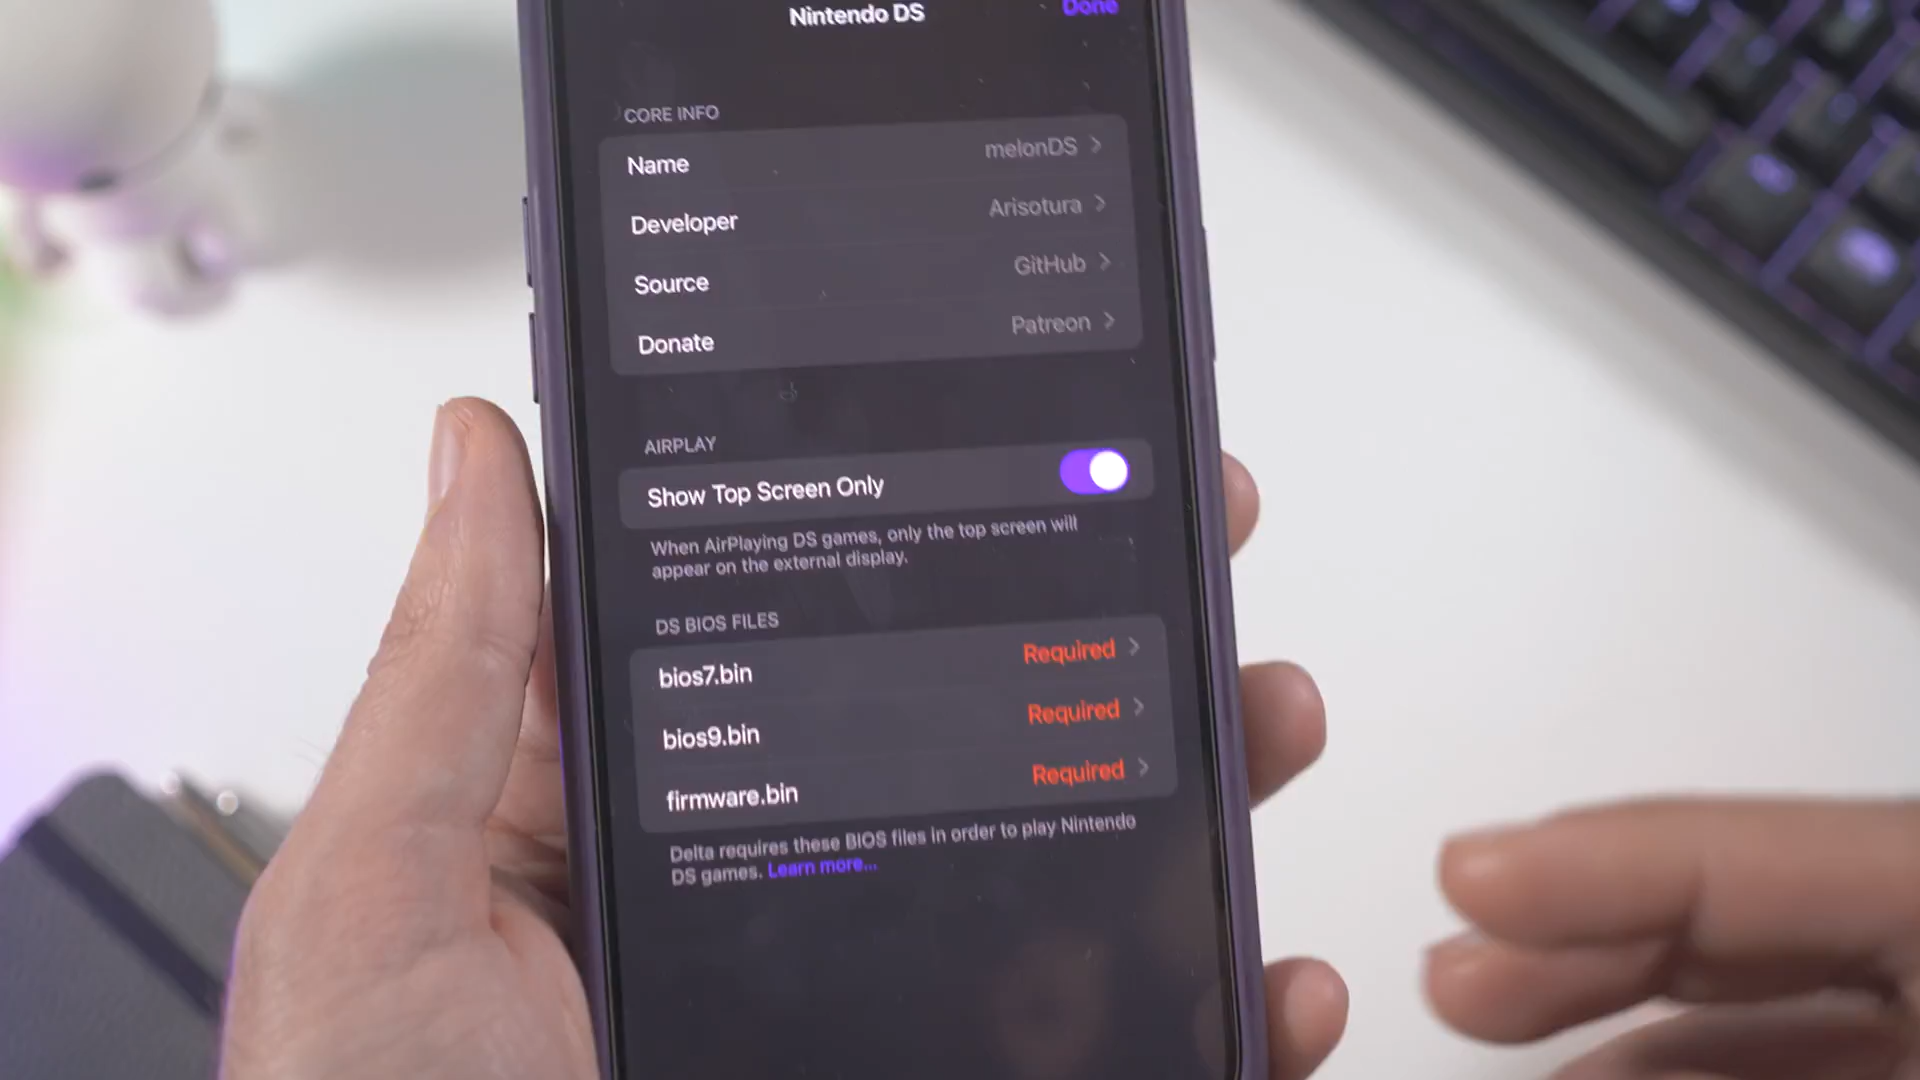 Nintendo DS
Done
CORE INFO
Name melonDS
Developer Arisotura
Source GitHub
Donate Patreon
AIRPLAY
Show Top Screen Only
When AirPlaying DS games, only the top screen will
appear on the external display.
DS BIOS FILES
bios7.bin Required
bios9.bin Required
firmware.bin Required
Delta requires these BIOS files in order to play Nintendo
DS games. Learn more...